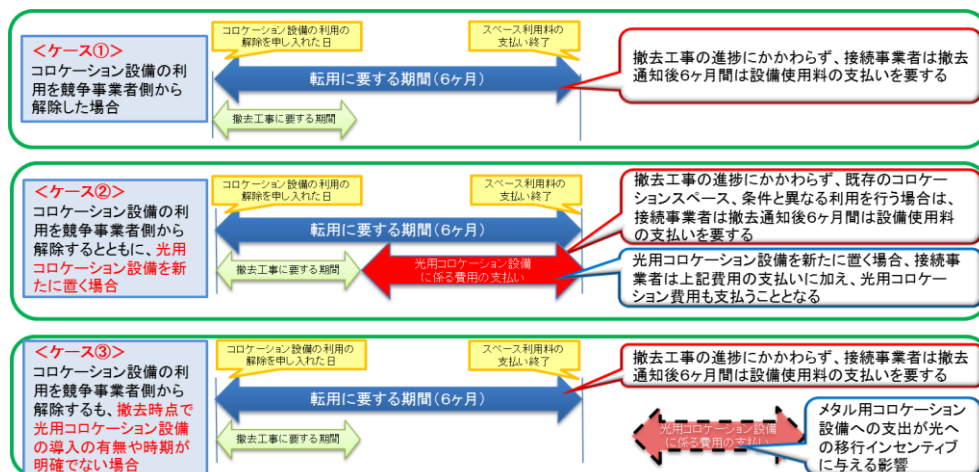 コロケーション設備の利用の
解除を申し入れた日
スペース利用料の
支払い終了
<ケース①>
コロケーション設備の利
用を競争事業者側から
解除した場合
転用に要する期間(6ヶ月)
撤去工事に要する期間
撤去工事の進捗にかかわらず、接続事業者は撤去
通知後6ヶ月間は設備使用料の支払いを要する
コロケーション設備の利用の
解除を申し入れた日
スペース利用料の
支払い終了
<ケース②>
コロケーション設備の利
用を競争事業者側から
解除するとともに、光用
コロケーション設備を新
たに置く場合
転用に要する期間(6ヶ月)
撤去工事に要する期間
光用コロケーション設備
に係る費用の支払い
撤去工事の進捗にかかわらず、既存のコロケー
ションスペース、条件と異なる利用を行う場合は、
接続事業者は撤去通知後6ヶ月間は設備使用料
の支払いを要する
光用コロケーション設備を新たに置く場合、接続事
業者は上記費用の支払いに加え、光用コロケー
ション費用も支払うこととなる
コロケーション設備の利用の
解除を申し入れた日
スペース利用料の
支払い終了
<ケース③>
コロケーション設備の利
用を競争事業者側から
解除するも、撤去時点で
光用コロケーション設備
の導入の有無や時期が
明確でない場合
転用に要する期間(6ヶ月)
撤去工事に要する期間
撤去工事の進捗にかかわらず、接続事業者は撤去
通知後6ヶ月間は設備使用料の支払いを要する
光用コロケーション設備
に係る費用の支払い
メタル用コロケーション
設備への支出が光へ
の移行インセンティブ
に与える影響